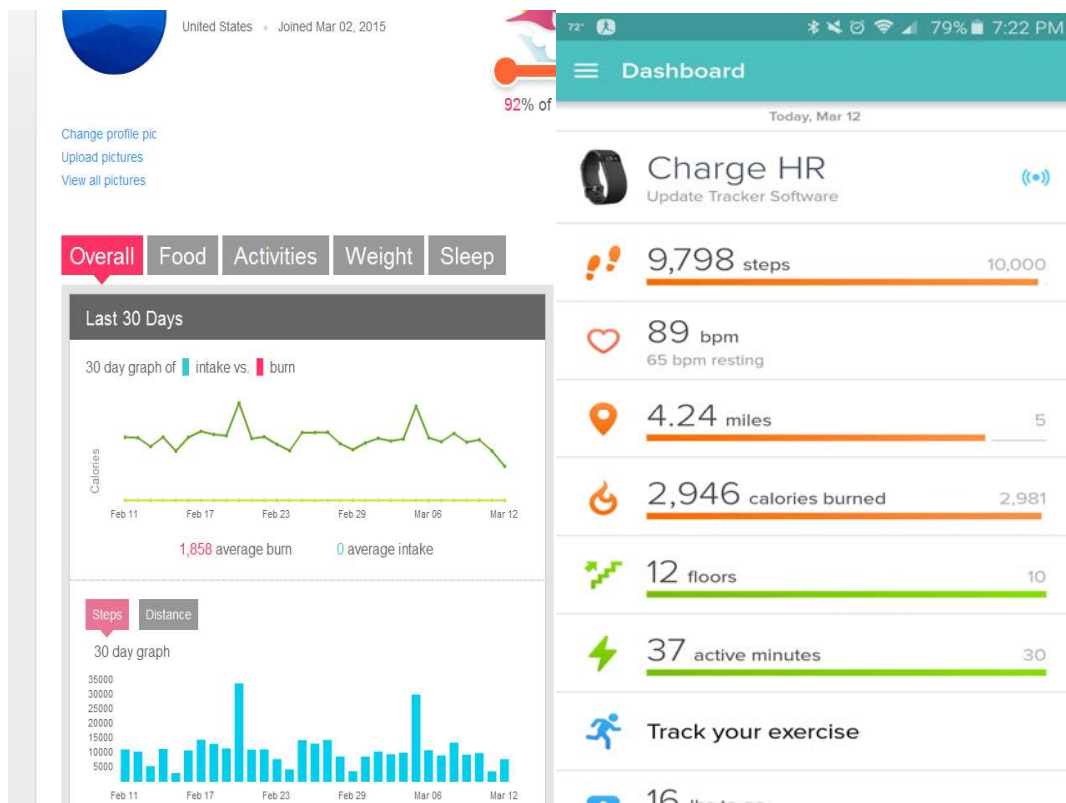 United States Joined Mar 02, 2015
92% of
Change profile pic
Upload pictures
View all pictures
Overall Food Activities Weight Sleep
Last 30 Days
30 day graph of intake vs. burn
Calories
Feb 11 Feb 17 Feb 23 Feb 29 Mar 06 Mar 12
1,858 average burn 0 average intake
Steps Distance
30 day graph
35000
30000
25000
20000
15000
10000
5000
Feb 11 Feb 17 Feb 23 Feb 29 Mar 06 Mar 12
72° 79% 7:22 PM
Dashboard
Today, Mar 12
Charge HR
Update Tracker Software
9,798 steps 10,000
89 bpm
65 bpm resting
4.24 miles 5
2,946 calories burned 2,981
12 floors 10
37 active minutes 30
Track your exercise
16